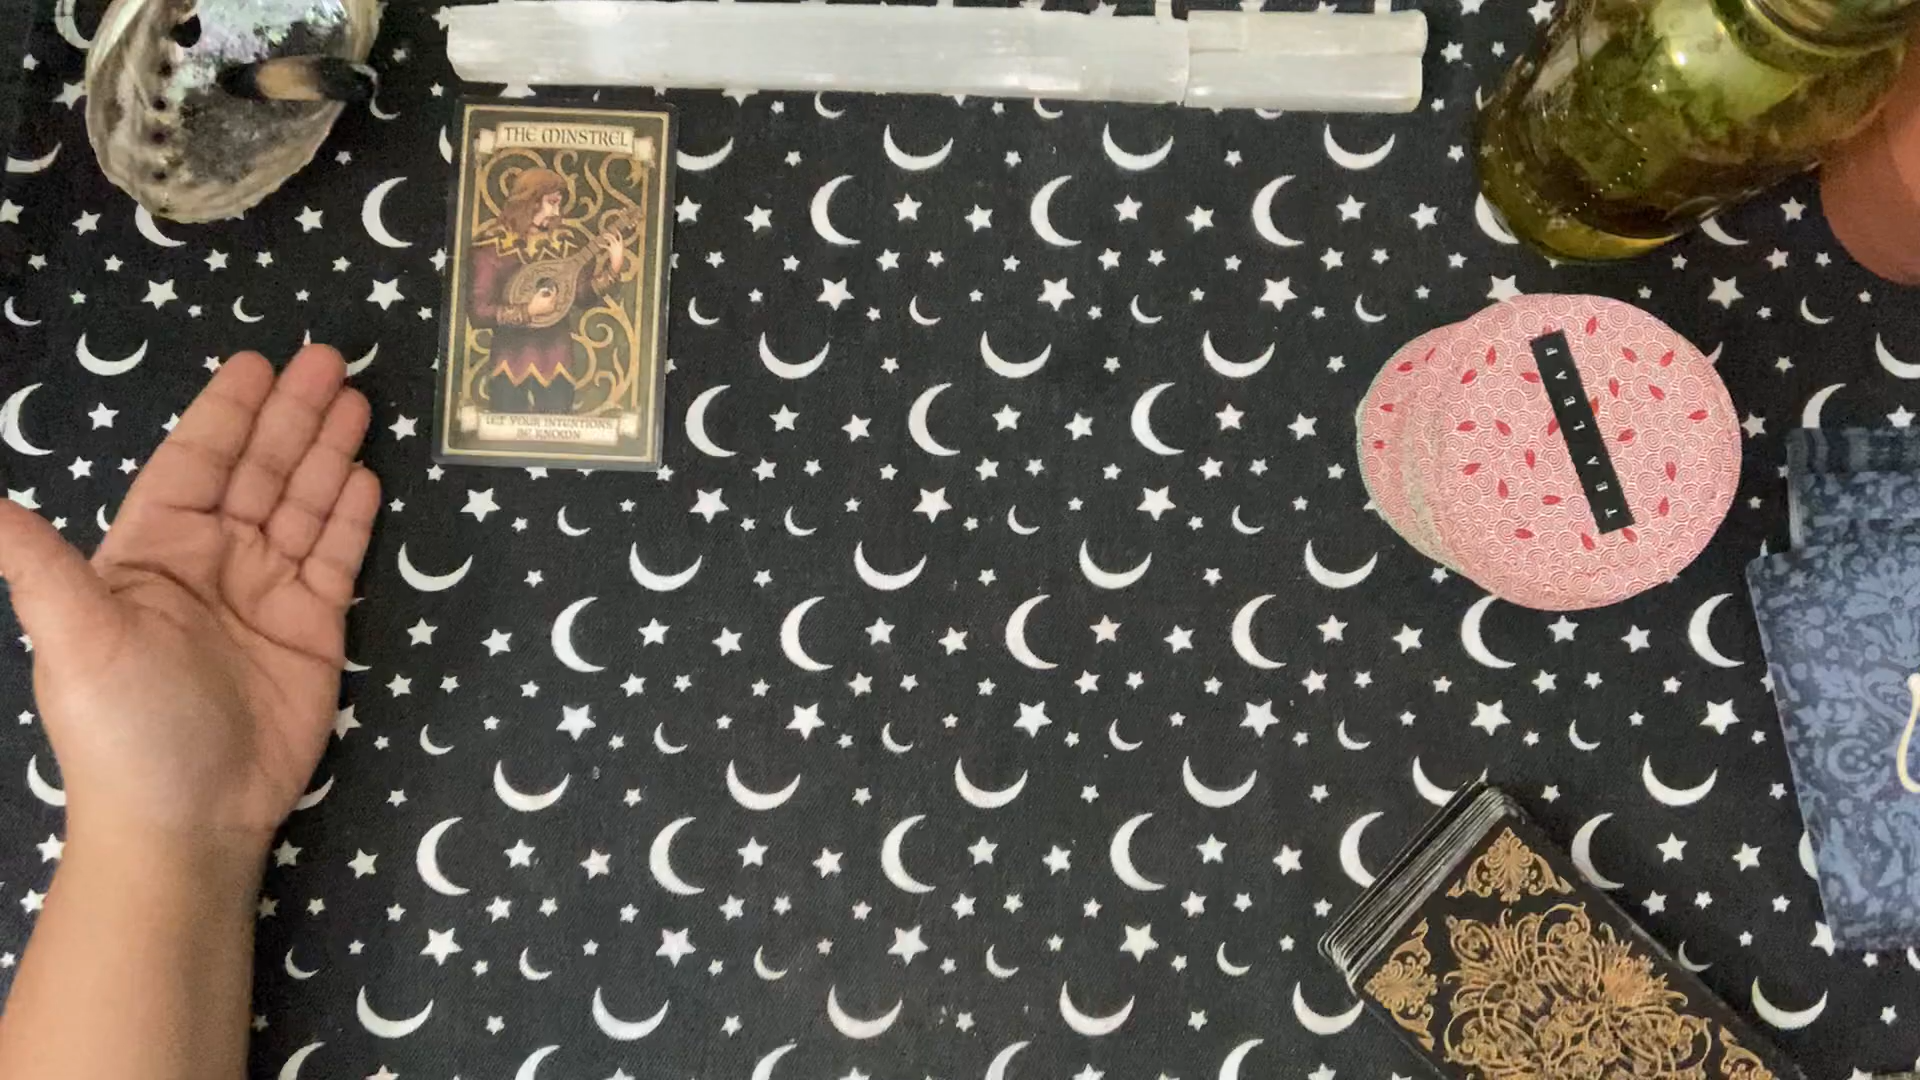 THE MINSTREL
LET YOUR INTENTIONS
BE KNOWN
TEA LEAF